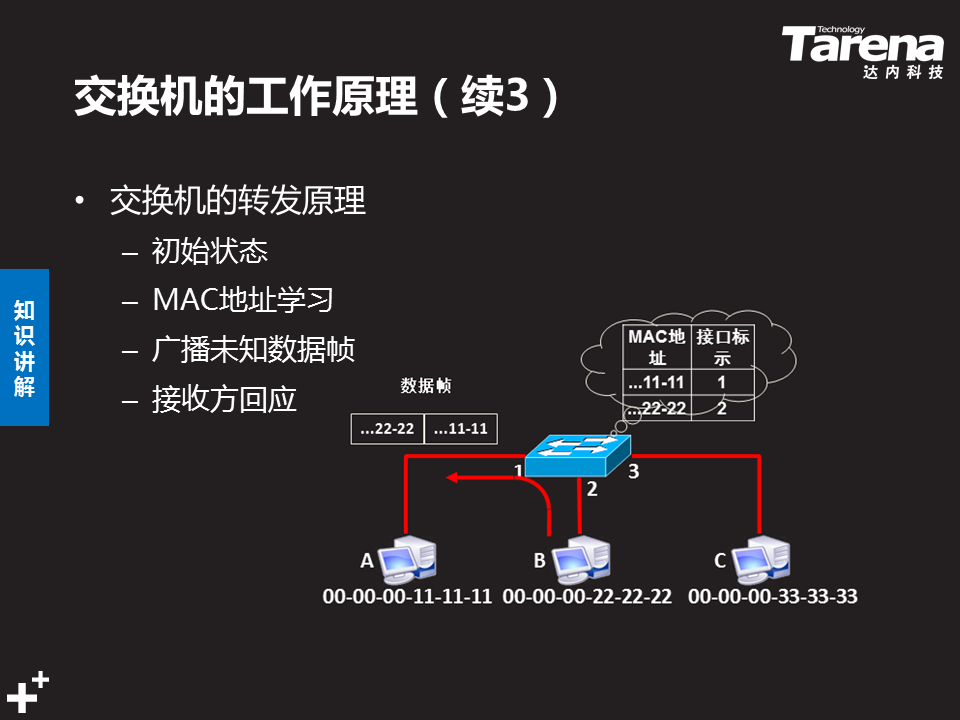 Technology
Tarena
达内科技
交换机的工作原理（续3）
• 交换机的转发原理
– 初始状态
– MAC地址学习
– 广播未知数据帧
– 接收方回应
知识讲解
MAC地址 接口标示
...11-11 1
...22-22 2
数据帧
...22-22 ...11-11
1
2
3
A
B
C
00-00-00-11-11-11 00-00-00-22-22-22 00-00-00-33-33-33